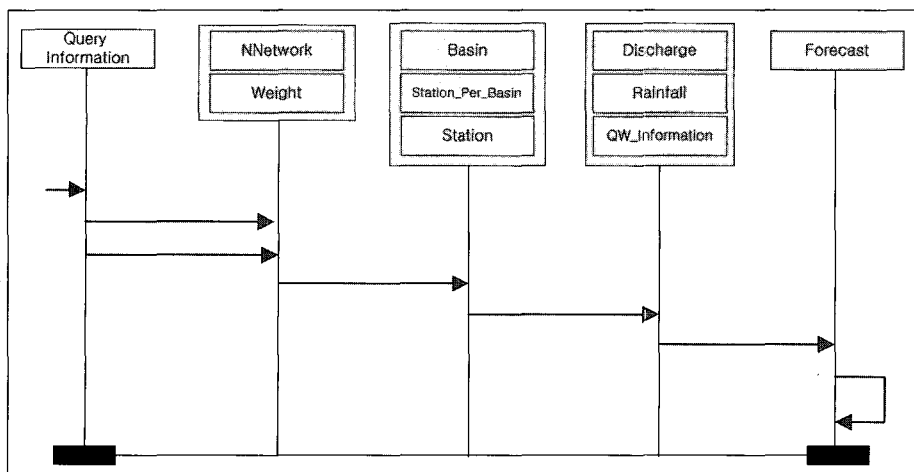 Query
Information
NNetwork
Weight
Basin
Station_Per_Basin
Station
Discharge
Rainfall
QW_Information
Forecast